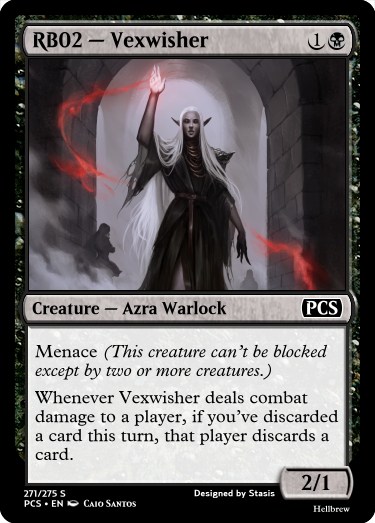 RB02 — Vexwisher
1
Creature — Azra Warlock
PCS
Menace (This creature can't be blocked
except by two or more creatures.)
Whenever Vexwisher deals combat
damage to a player, if you've discarded
a card this turn, that player discards a
card.
2/1
271/275 S
PCS • EN Caio Santos
Designed by Stasis
Hellbrew